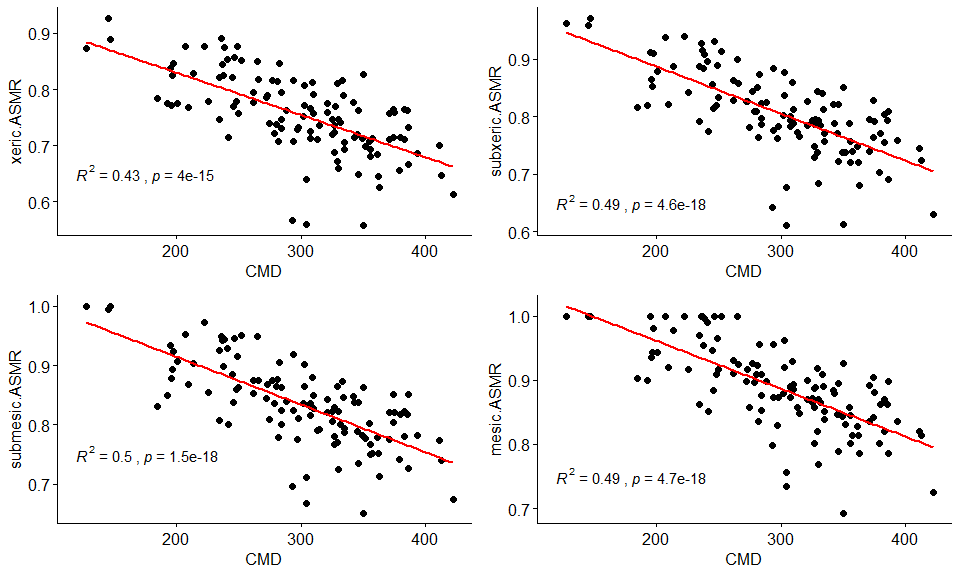 xeric.ASMR
0.9
0.8
0.7
0.6
R² = 0.43 , p = 4e-15
200 300 400
CMD
subxeric.ASMR
0.9
0.8
0.7
0.6
R² = 0.49 , p = 4.6e-18
200 300 400
CMD
submesic.ASMR
1.0
0.9
0.8
0.7
R² = 0.5 , p = 1.5e-18
200 300 400
CMD
mesic.ASMR
1.0
0.9
0.8
0.7
R² = 0.49 , p = 4.7e-18
200 300 400
CMD